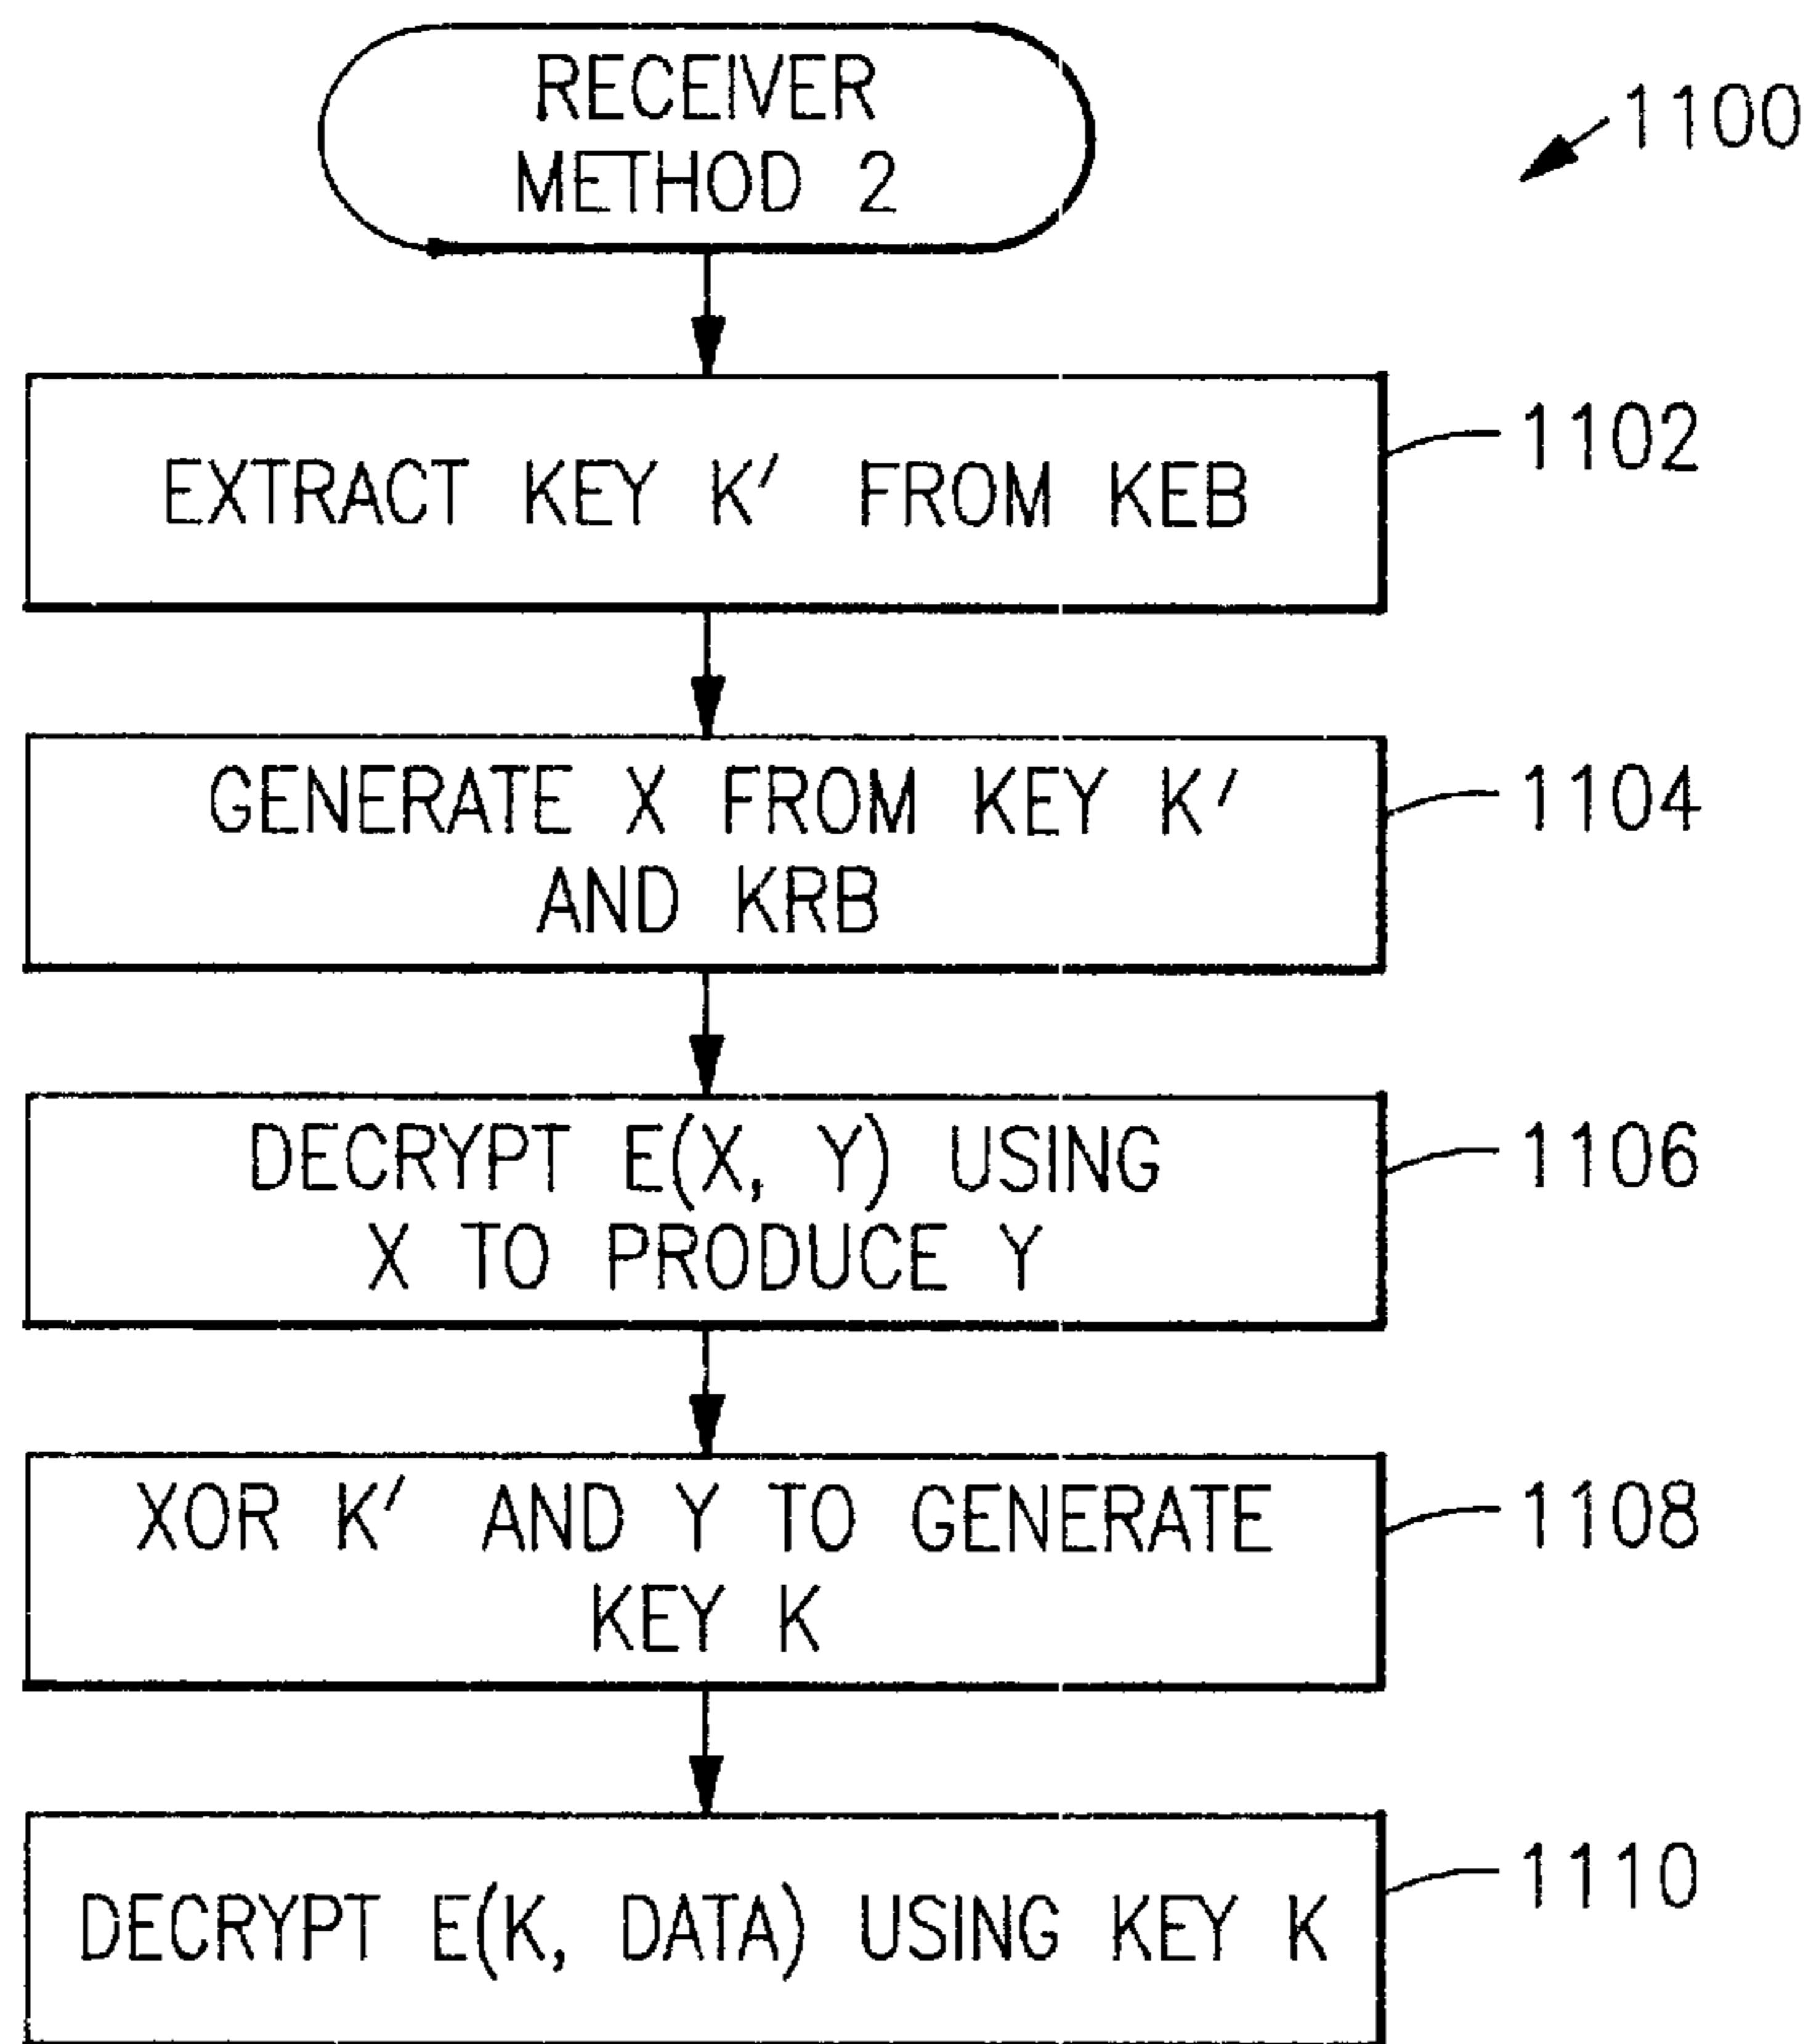 RECEIVER
METHOD 2
1100
EXTRACT KEY K' FROM KEB
1102
GENERATE X FROM KEY K'
AND KRB
1104
DECRYPT E(X, Y) USING
X TO PRODUCE Y
1106
XOR K' AND Y TO GENERATE
KEY K
1108
DECRYPT E(K, DATA) USING KEY K
1110